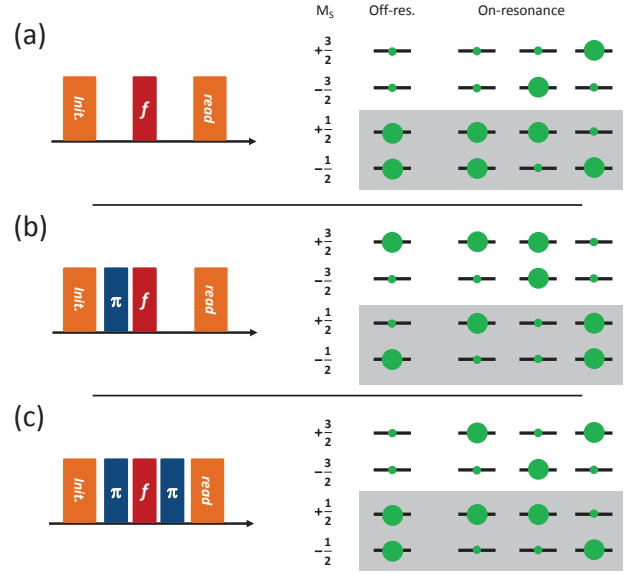 M_S Off-res. On-resonance
(a)
Init. f read
+3/2
−3/2
+1/2
−1/2
(b)
Init. π f read
+3/2
−3/2
+1/2
−1/2
(c)
Init. π f π read
+3/2
−3/2
+1/2
−1/2